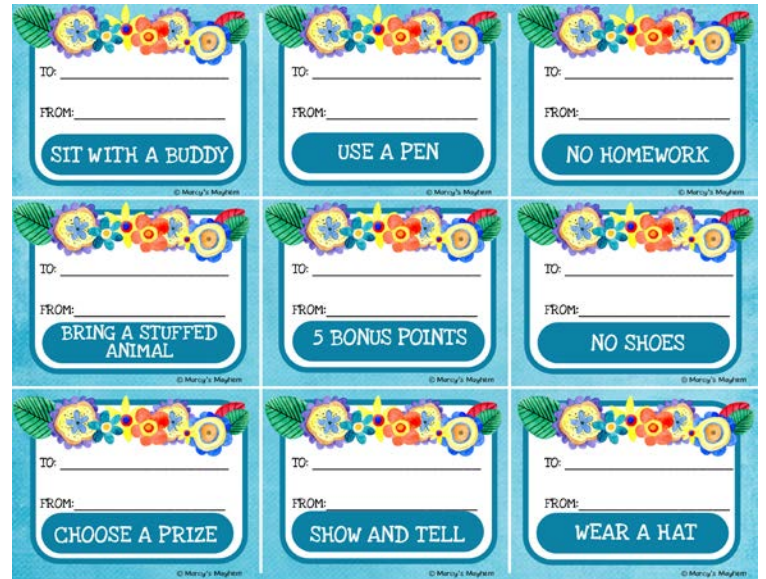 TO:
FROM:
SIT WITH A BUDDY
© Marcy's Mayhem
TO:
FROM:
USE A PEN
© Marcy's Mayhem
TO:
FROM:
NO HOMEWORK
© Marcy's Mayhem
TO:
FROM:
BRING A STUFFED
ANIMAL
© Marcy's Mayhem
TO:
FROM:
5 BONUS POINTS
© Marcy's Mayhem
TO:
FROM:
NO SHOES
© Marcy's Mayhem
TO:
FROM:
CHOOSE A PRIZE
© Marcy's Mayhem
TO:
FROM:
SHOW AND TELL
© Marcy's Mayhem
TO:
FROM:
WEAR A HAT
© Marcy's Mayhem